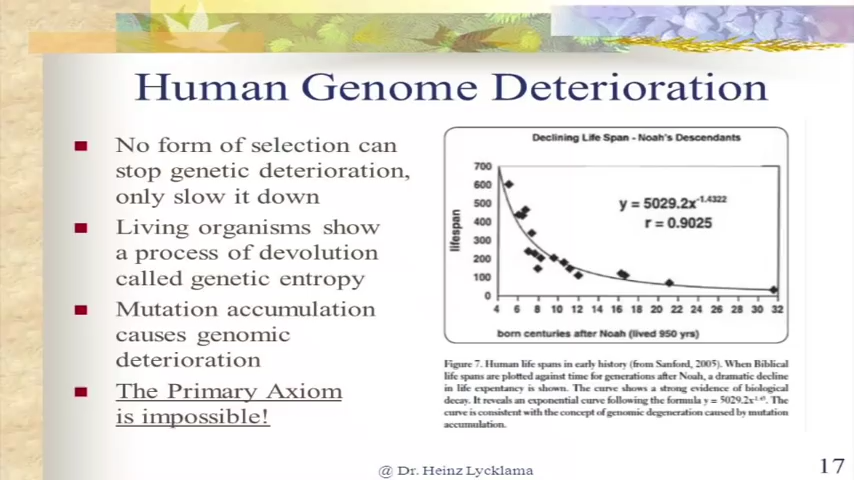 Human Genome Deterioration
No form of selection can
stop genetic deterioration,
only slow it down
Living organisms show
a process of devolution
called genetic entropy
Mutation accumulation
causes genomic
deterioration
The Primary Axiom
is impossible!
Declining Life Span - Noah's Descendants
700
600
500
400
300
200
100
0
lifespan
y = 5029.2x^-1.4322
r = 0.9025
4 6 8 10 12 14 16 18 20 22 24 26 28 30 32
born centuries after Noah (lived 950 yrs)
Figure 7. Human life spans in early history (from Sanford, 2005). When Biblical
life spans are plotted against time for generations after Noah, a dramatic decline
in life expentancy is shown. The curve shows a strong evidence of biological
decay. It reveals an exponential curve following the formula y = 5029.2x. The
curve is consistent with the concept of genomic degeneration caused by mutation
accumulation.
@ Dr. Heinz Lycklama
17